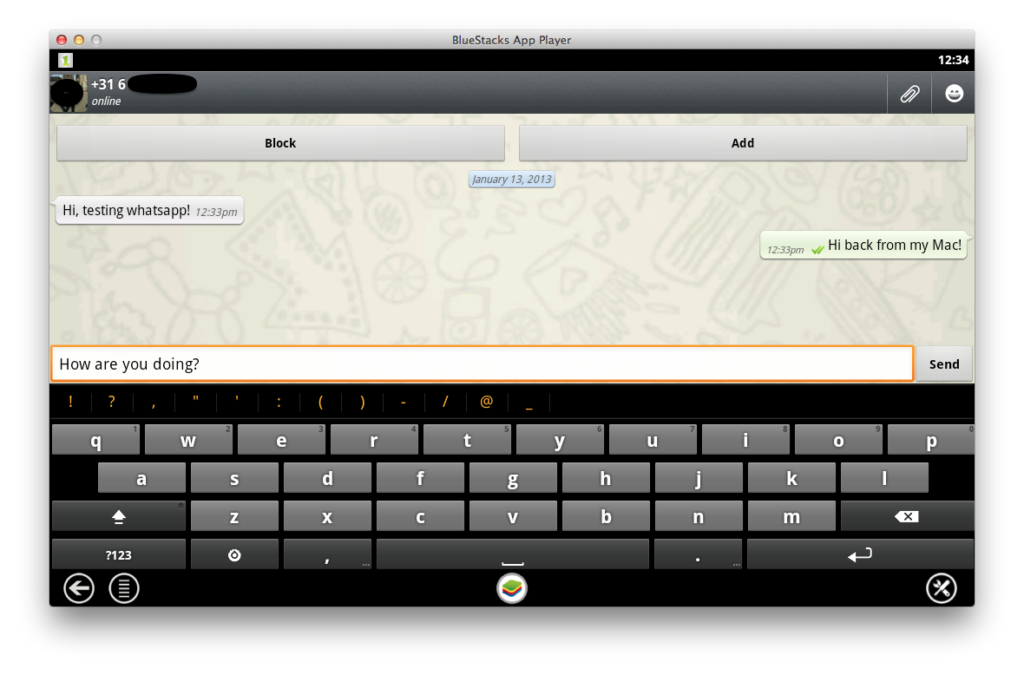 BlueStacks App Player
1
12:34
+31 6
online
Block Add
January 13, 2013
Hi, testing whatsapp! 12:33pm
12:33pm Hi back from my Mac!
How are you doing? Send
! ? , " ' : ( ) - / @ _
q 1 w 2 e 3 r 4 t 5 y 6 u 7 i 8 o 9 p 0
a s d f g h j k l
z x c v b n m
?123 , ... . ...